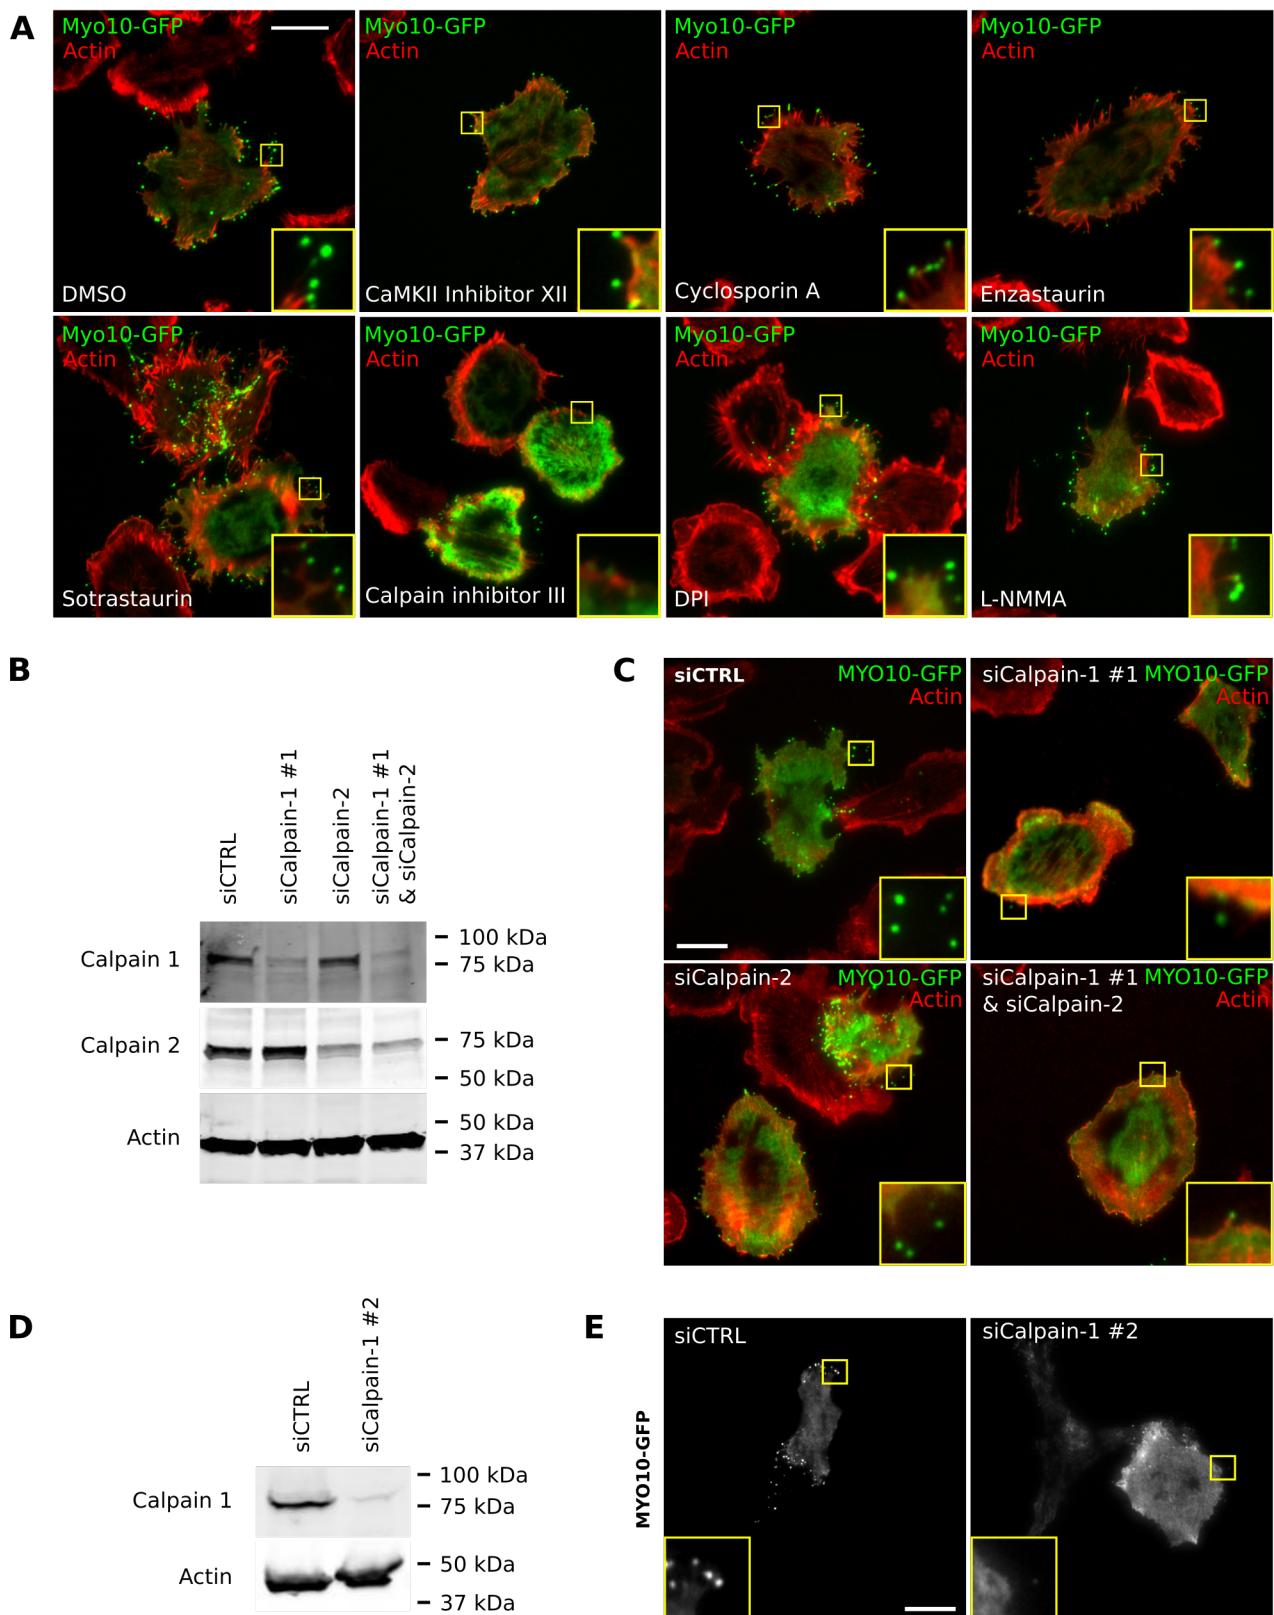 A
Myo10-GFP
Actin
DMSO
Myo10-GFP
Actin
CaMKII Inhibitor XII
Myo10-GFP
Actin
Cyclosporin A
Myo10-GFP
Actin
Enzastaurin
Myo10-GFP
Actin
Sotrastaurin
Myo10-GFP
Actin
Calpain inhibitor III
Myo10-GFP
Actin
DPI
Myo10-GFP
Actin
L-NMMA
B
siCTRL
siCalpain-1 #1
siCalpain-2
siCalpain-1 #1
& siCalpain-2
Calpain 1
100 kDa
75 kDa
Calpain 2
75 kDa
50 kDa
Actin
50 kDa
37 kDa
C
siCTRL
MYO10-GFP
Actin
siCalpain-1 #1
MYO10-GFP
Actin
siCalpain-2
MYO10-GFP
Actin
siCalpain-1 #1
& siCalpain-2
MYO10-GFP
Actin
D
siCTRL
siCalpain-1 #2
Calpain 1
100 kDa
75 kDa
Actin
50 kDa
37 kDa
E
MYO10-GFP
siCTRL
siCalpain-1 #2